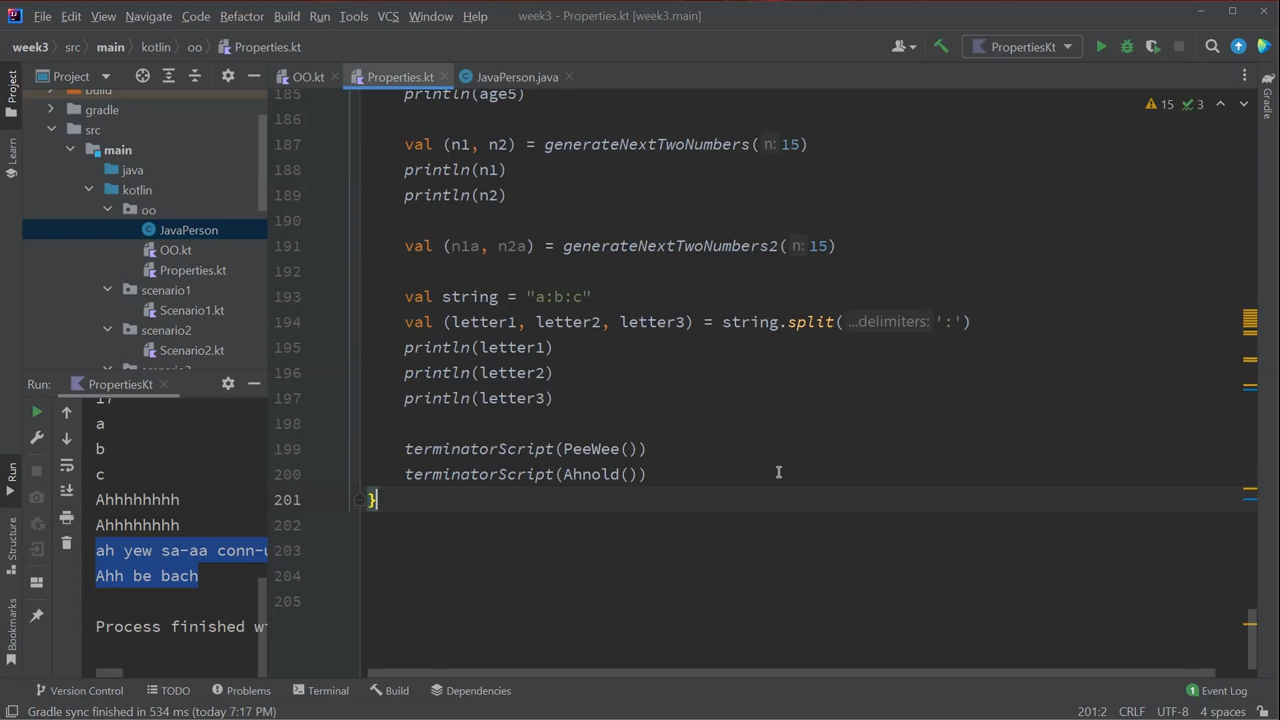 File Edit View Navigate Code Refactor Build Run Tools VCS Window Help week3 - Properties.kt [week3.main]
week3 src main kotlin oo Properties.kt PropertiesKt
Project OO.kt Properties.kt JavaPerson.java
Project
Learn
Run
Structure
Bookmarks
Gradle
build
gradle
src
main
java
kotlin
oo
JavaPerson
OO.kt
Properties.kt
scenario1
Scenario1.kt
scenario2
Scenario2.kt
15 3
185 println(age5)
186
187 val (n1, n2) = generateNextTwoNumbers( n: 15)
188 println(n1)
189 println(n2)
190
191 val (n1a, n2a) = generateNextTwoNumbers2( n: 15)
192
193 val string = "a:b:c"
194 val (letter1, letter2, letter3) = string.split( ...delimiters: ':')
195 println(letter1)
196 println(letter2)
197 println(letter3)
198
199 terminatorScript(PeeWee())
200 terminatorScript(Ahnold())
201 }
202
203
204
205
Run: PropertiesKt
17
a
b
c
Ahhhhhhhh
Ahhhhhhhh
ah yew sa-aa conn-u
Ahh be bach
Process finished w
Version Control TODO Problems Terminal Build Dependencies 1 Event Log
Gradle sync finished in 534 ms (today 7:17 PM) 201:2 CRLF UTF-8 4 spaces